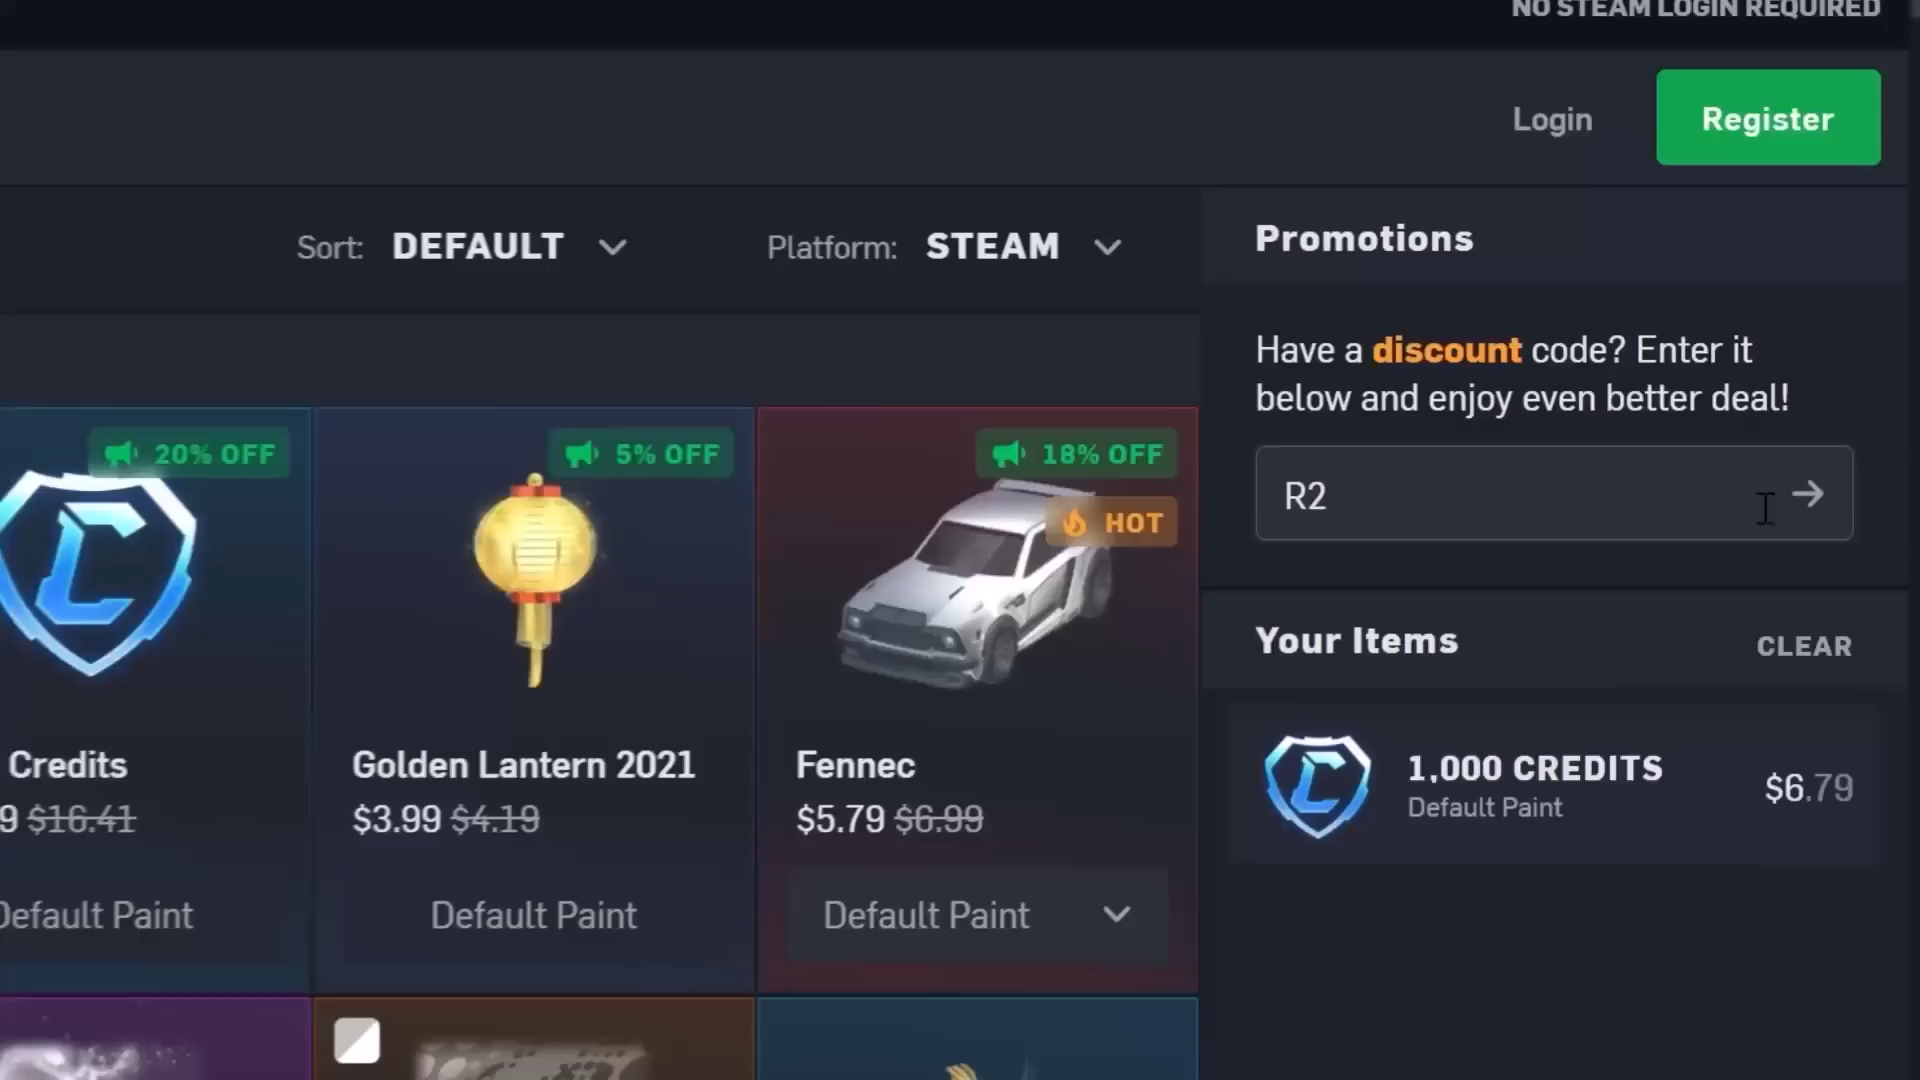 NO STEAM LOGIN REQUIRED
Login
Register
Sort: DEFAULT
Platform: STEAM
Promotions
Have a discount code? Enter it
below and enjoy even better deal!
R2
20% OFF
5% OFF
18% OFF
HOT
Credits
9 $16.41
Default Paint
Golden Lantern 2021
$3.99 $4.19
Default Paint
Fennec
$5.79 $6.99
Default Paint
Your Items
CLEAR
1,000 CREDITS
Default Paint
$6.79